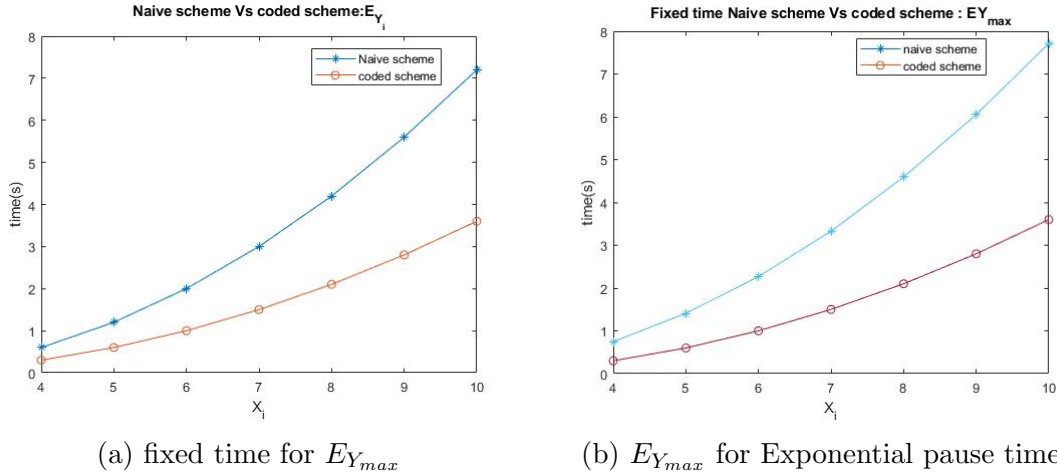 Naive scheme Vs coded scheme:E_{Y_i}
Naive scheme
coded scheme
8
7
6
5
4
3
2
1
0
time(s)
4 5 6 7 8 9 10
X_i
(a) fixed time for E_{Y_{max}}
Fixed time Naive scheme Vs coded scheme : EY_{max}
naive scheme
coded scheme
8
7
6
5
4
3
2
1
0
time(s)
4 5 6 7 8 9 10
X_i
(b) E_{Y_{max}} for Exponential pause time